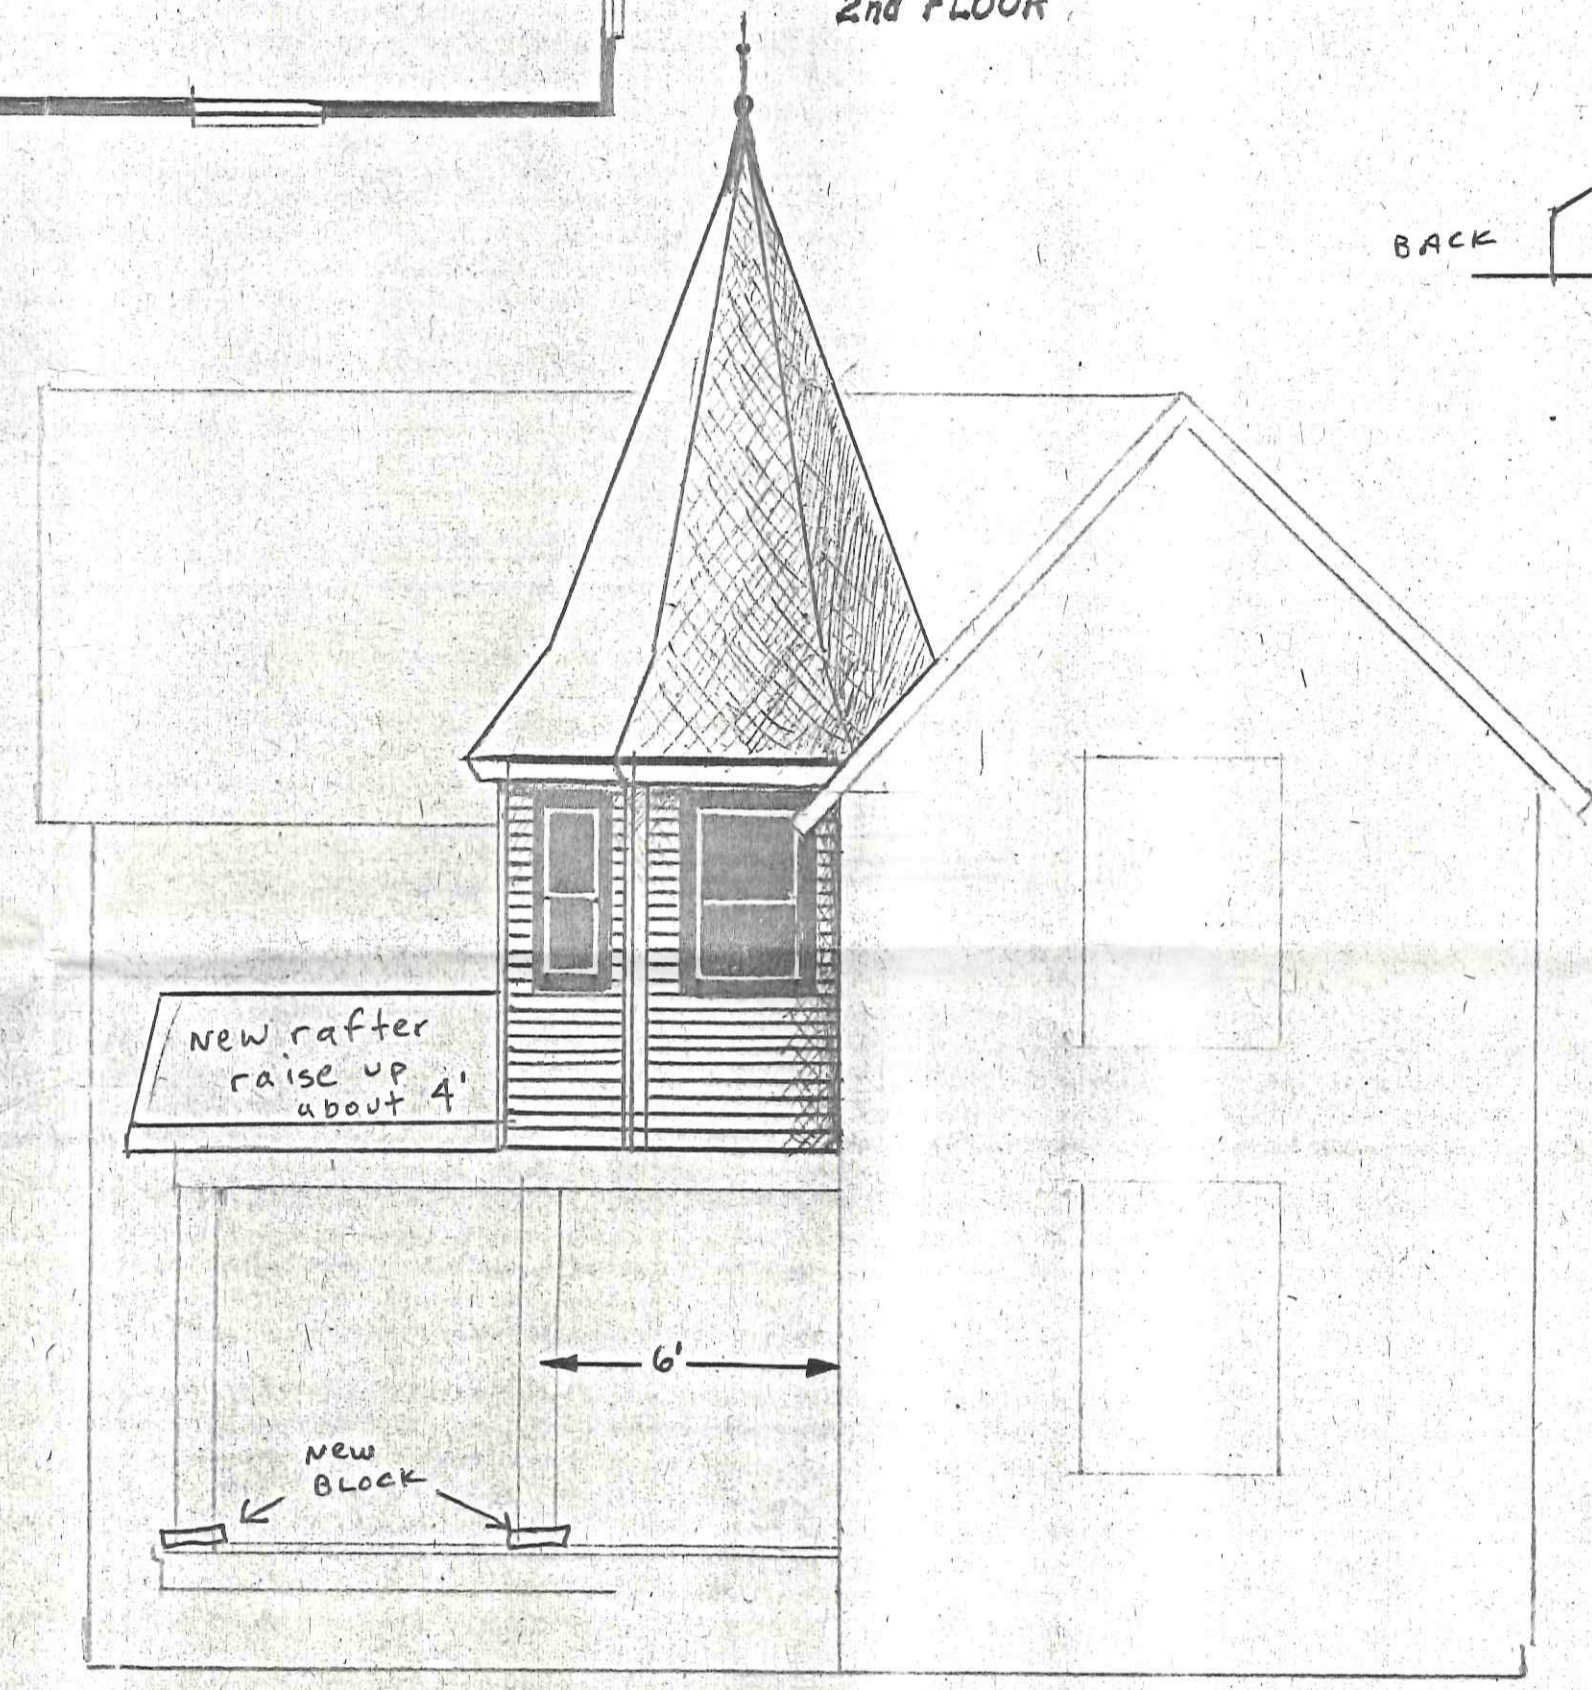 2nd FLOOR
BACK
New rafter
raise up
about 4'
6'
New
BLOCK